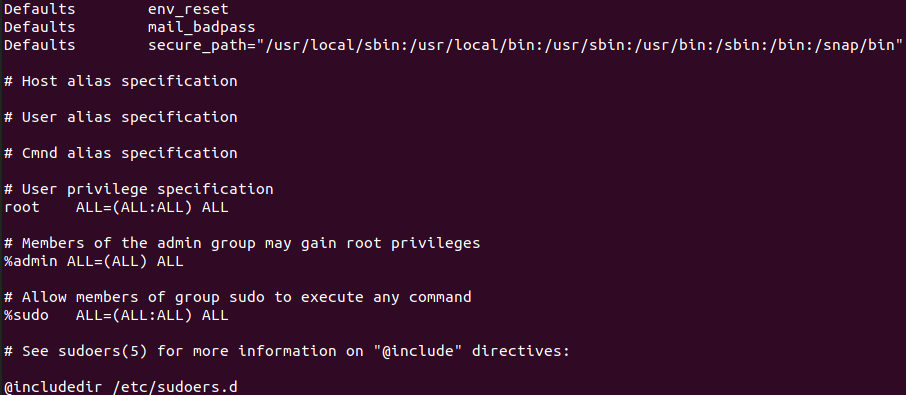 Defaults        env_reset
Defaults        mail_badpass
Defaults        secure_path="/usr/local/sbin:/usr/local/bin:/usr/sbin:/usr/bin:/sbin:/bin:/snap/bin"
# Host alias specification
# User alias specification
# Cmnd alias specification
# User privilege specification
root    ALL=(ALL:ALL) ALL
# Members of the admin group may gain root privileges
%admin ALL=(ALL) ALL
# Allow members of group sudo to execute any command
%sudo   ALL=(ALL:ALL) ALL
# See sudoers(5) for more information on "@include" directives:
@includedir /etc/sudoers.d